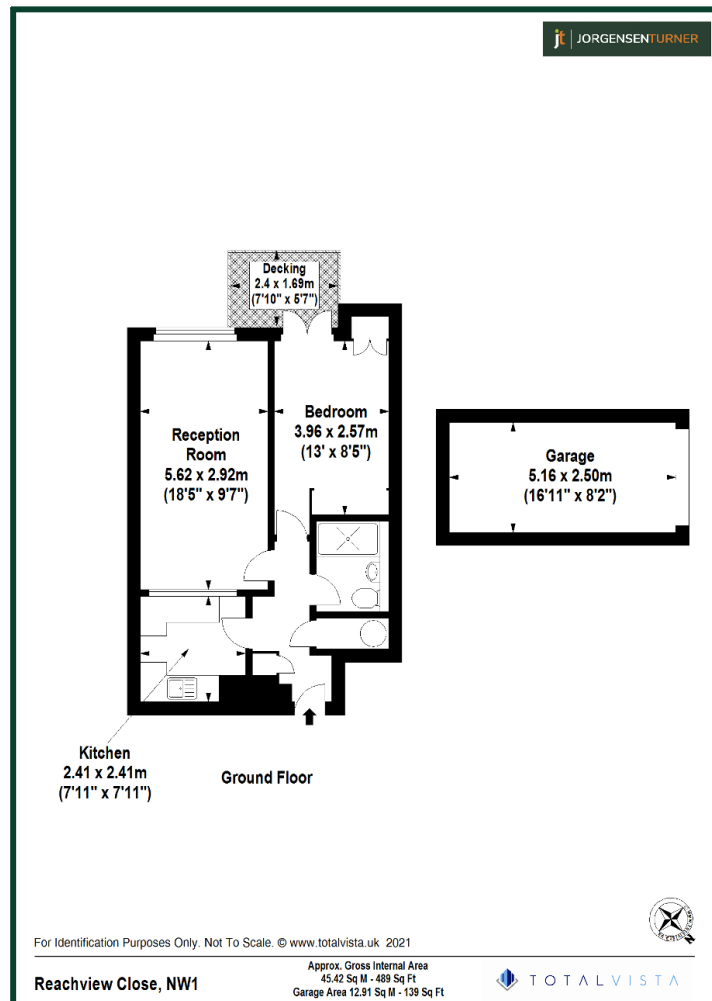 jt JORGENSENTURNER
Decking
2.4 x 1.69m
(7'10" x 5'7")
Reception
Room
5.62 x 2.92m
(18'5" x 9'7")
Bedroom
3.96 x 2.57m
(13' x 8'5")
Garage
5.16 x 2.50m
(16'11" x 8'2")
Kitchen
2.41 x 2.41m
(7'11" x 7'11")
Ground Floor
N
For Identification Purposes Only. Not To Scale. © www.totalvista.uk 2021
Reachview Close, NW1
Approx. Gross Internal Area
45.42 Sq M - 489 Sq Ft
Garage Area 12.91 Sq M - 139 Sq Ft
TOTALVISTA